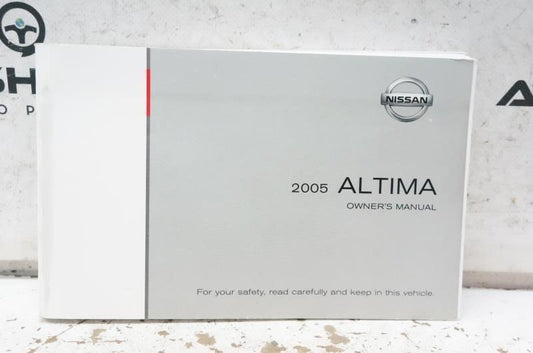 NISSAN
2005 ALTIMA
OWNER'S MANUAL
For your safety, read carefully and keep in this vehicle.